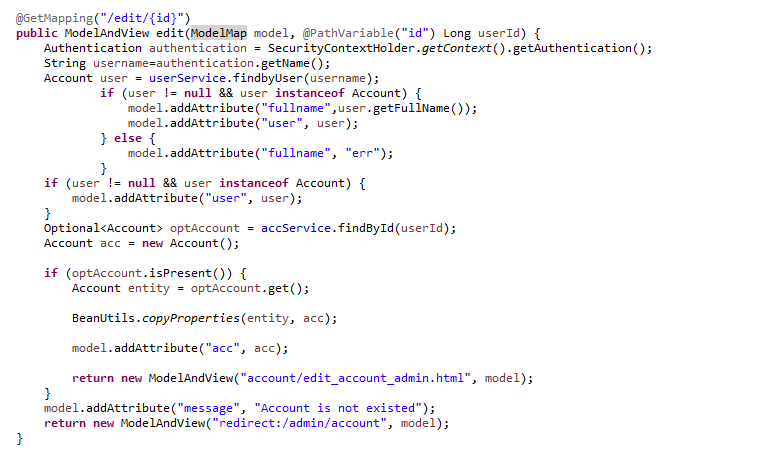 @GetMapping("/edit/{id}")
public ModelAndView edit(ModelMap model, @PathVariable("id") Long userId) {
    Authentication authentication = SecurityContextHolder.getContext().getAuthentication();
    String username=authentication.getName();
    Account user = userService.findbyUser(username);
            if (user != null && user instanceof Account) {
                model.addAttribute("fullname",user.getFullName());
                model.addAttribute("user", user);
            } else {
                model.addAttribute("fullname", "err");
            }
    if (user != null && user instanceof Account) {
        model.addAttribute("user", user);
    }
    Optional<Account> optAccount = accService.findById(userId);
    Account acc = new Account();
    if (optAccount.isPresent()) {
        Account entity = optAccount.get();
        BeanUtils.copyProperties(entity, acc);
        model.addAttribute("acc", acc);
        return new ModelAndView("account/edit_account_admin.html", model);
    }
    model.addAttribute("message", "Account is not existed");
    return new ModelAndView("redirect:/admin/account", model);
}